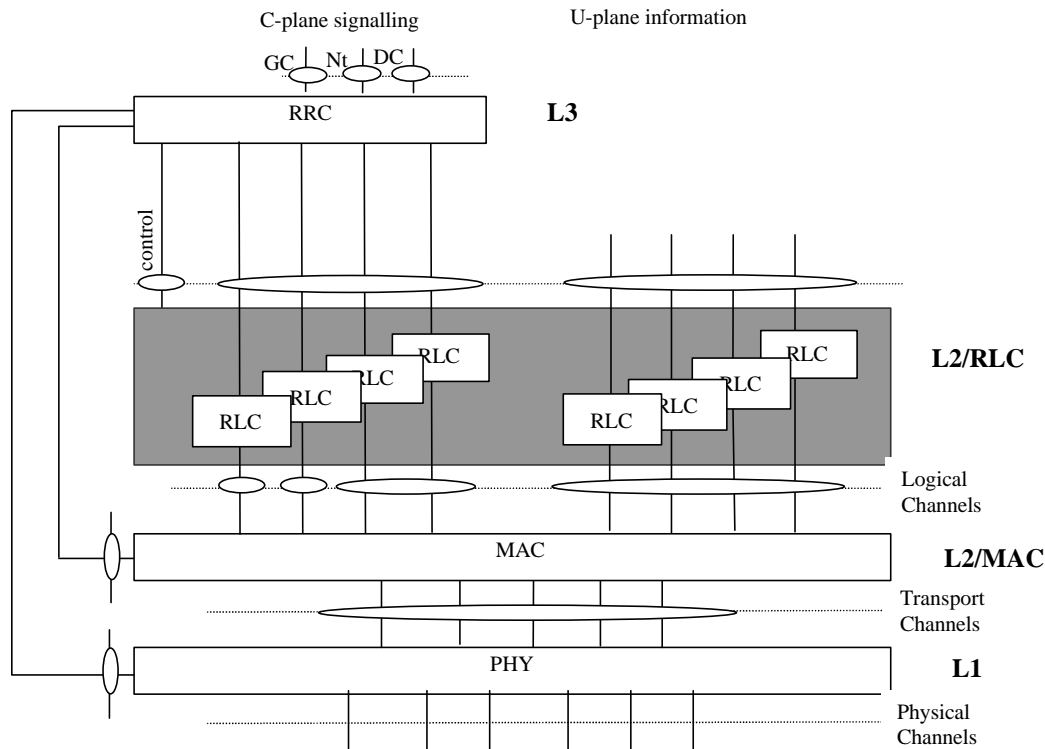 C-plane signalling
U-plane information
GC
Nt
DC
RRC
L3
control
RLC
RLC
RLC
RLC
RLC
RLC
RLC
RLC
L2/RLC
Logical
Channels
MAC
L2/MAC
Transport
Channels
PHY
L1
Physical
Channels